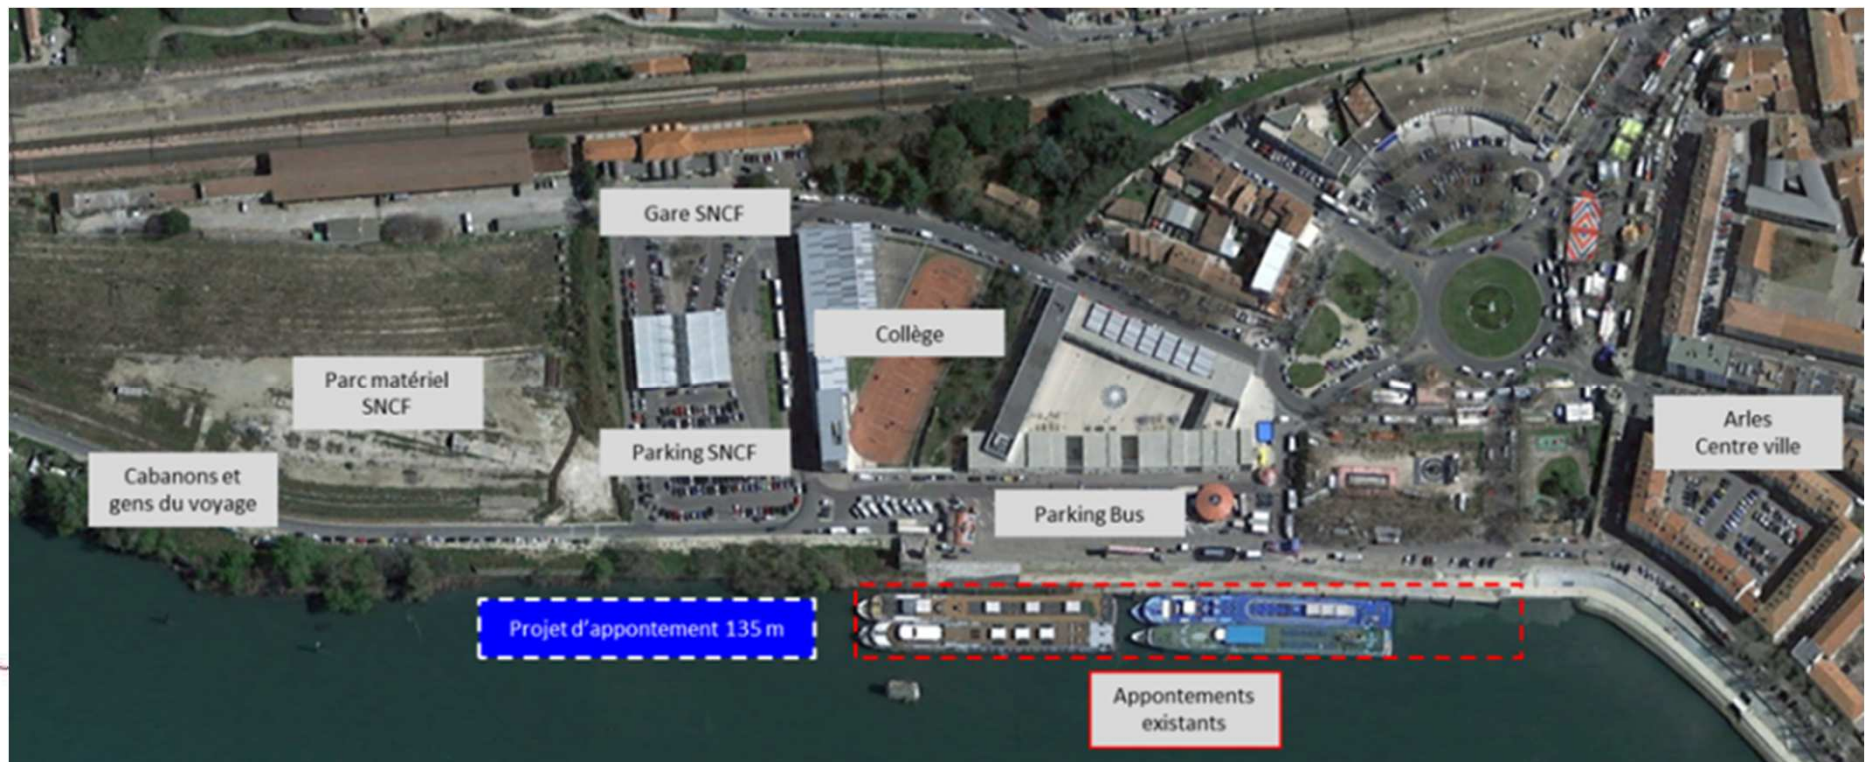 Gare SNCF
Collège
Parc matériel
SNCF
Arles
Centre ville
Parking SNCF
Cabanons et
gens du voyage
Parking Bus
Projet d'appontement 135 m
Appontements
existants